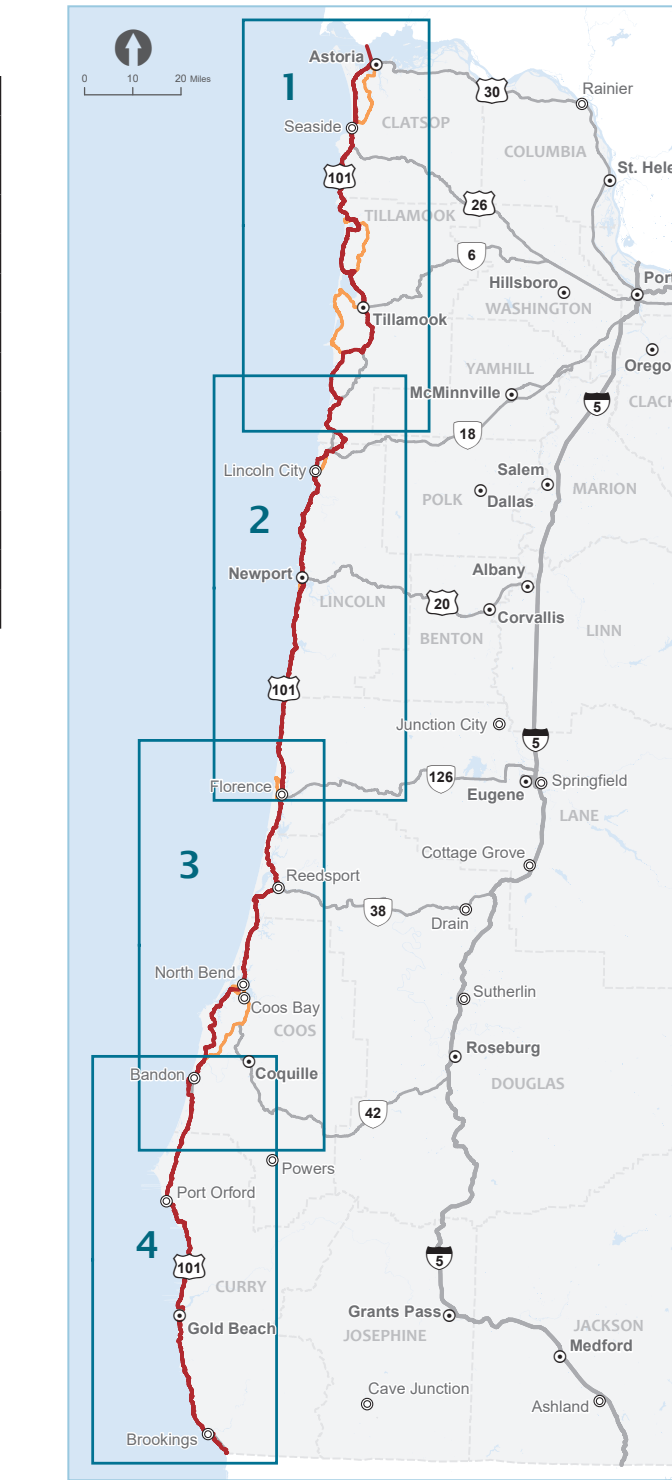 Astoria
0 10 20 Miles
1
30
Rainier
Seaside
CLATSOP
COLUMBIA
St. Hele
101
26
TILLAMOOK
6
Hillsboro
Por
WASHINGTON
Tillamook
Orego
YAMHILL
McMinnville
CLACK
5
18
Lincoln City
Salem
POLK
Dallas
MARION
2
Newport
Albany
LINCOLN
20
Corvallis
BENTON
LINN
101
Junction City
5
Florence
126
Eugene
Springfield
LANE
3
Cottage Grove
Reedsport
38
Drain
North Bend
Coos Bay
Sutherlin
COOS
Roseburg
Bandon
Coquille
DOUGLAS
42
Powers
Port Orford
4
101
5
CURRY
Grants Pass
Gold Beach
JOSEPHINE
JACKSON
Medford
Cave Junction
Ashland
Brookings